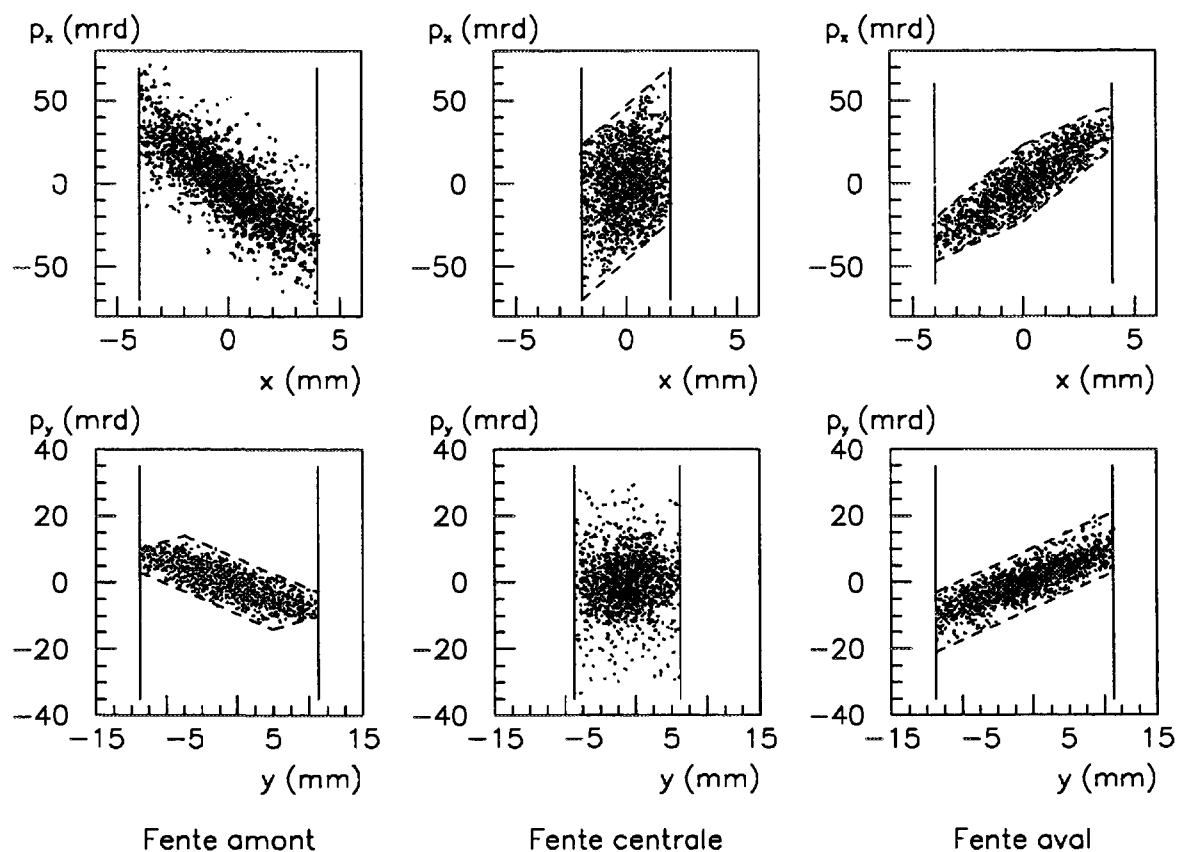 pₓ (mrd) pₓ (mrd) pₓ (mrd)
50 50 50
0 0 0
−50 −50 −50
−5 0 5 −5 0 5 −5 0 5
x (mm) x (mm) x (mm)
p_y (mrd) p_y (mrd) p_y (mrd)
40 40 40
20 20 20
0 0 0
−20 −20 −20
−40 −40 −40
−15 −5 5 15 −15 −5 5 15 −15 −5 5 15
y (mm) y (mm) y (mm)
Fente amont Fente centrale Fente aval